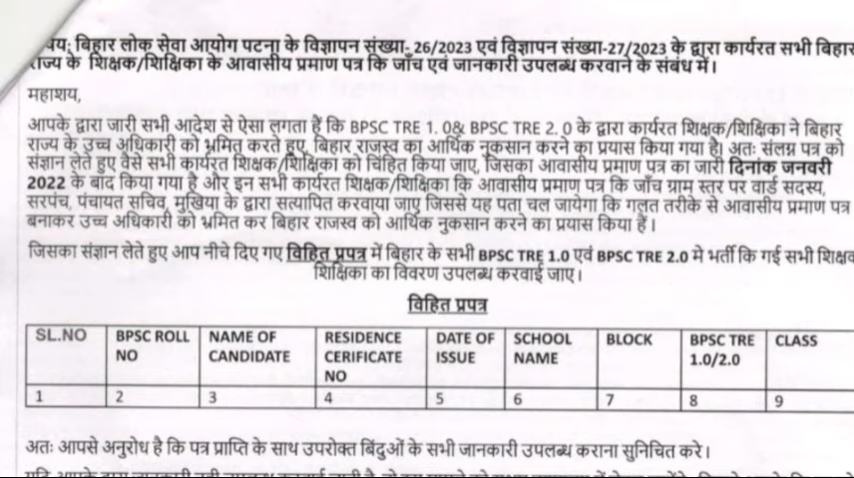 बिहार लोक सेवा आयोग पटना के विज्ञापन संख्या- 26/2023 एवं विज्ञापन संख्या-27/2023 के द्वारा कार्यरत सभी बिहार
राज्य के शिक्षक/शिक्षिका के आवासीय प्रमाण पत्र कि जाँच एवं जानकारी उपलब्ध करवाने के संबंध में।
महाशय,
आपके द्वारा जारी सभी आदेश से ऐसा लगता हैं कि BPSC TRE 1. 0& BPSC TRE 2. 0 के द्वारा कार्यरत शिक्षक/शिक्षिका ने बिहार
राज्य के उच्च अधिकारी को भ्रमित करते हुए, बिहार राजस्व का आर्थिक नुकसान करने का प्रयास किया गया है। अतः संलग्न पत्र को
संज्ञान लेते हुए वैसे सभी कार्यरत शिक्षक/शिक्षिका को चिंहित किया जाए, जिसका आवासीय प्रमाण पत्र का जारी दिनांक जनवरी
2022 के बाद किया गया है और इन सभी कार्यरत शिक्षक/शिक्षिका कि आवासीय प्रमाण पत्र कि जाँच ग्राम स्तर पर वार्ड सदस्य,
सरपंच, पंचायत सचिव, मुखिया के द्वारा सत्यापित करवाया जाए जिससे यह पता चल जायेगा कि गलत तरीके से आवासीय प्रमाण पत्र
बनाकर उच्च अधिकारी को भ्रमित कर बिहार राजस्व को आर्थिक नुकसान करने का प्रयास किया हैं।
जिसका संज्ञान लेते हुए आप नीचे दिए गए विहित प्रपत्र में बिहार के सभी BPSC TRE 1.0 एवं BPSC TRE 2.0 मे भर्ती कि गई सभी शिक्षक
शिक्षिका का विवरण उपलब्ध करवाई जाए।
विहित प्रपत्र
SL.NO BPSC ROLL NO NAME OF CANDIDATE RESIDENCE CERIFICATE NO DATE OF ISSUE SCHOOL NAME BLOCK BPSC TRE 1.0/2.0 CLASS
1 2 3 4 5 6 7 8 9
अतः आपसे अनुरोध है कि पत्र प्राप्ति के साथ उपरोक्त बिंदुओं के सभी जानकारी उपलब्ध कराना सुनिचित करे।